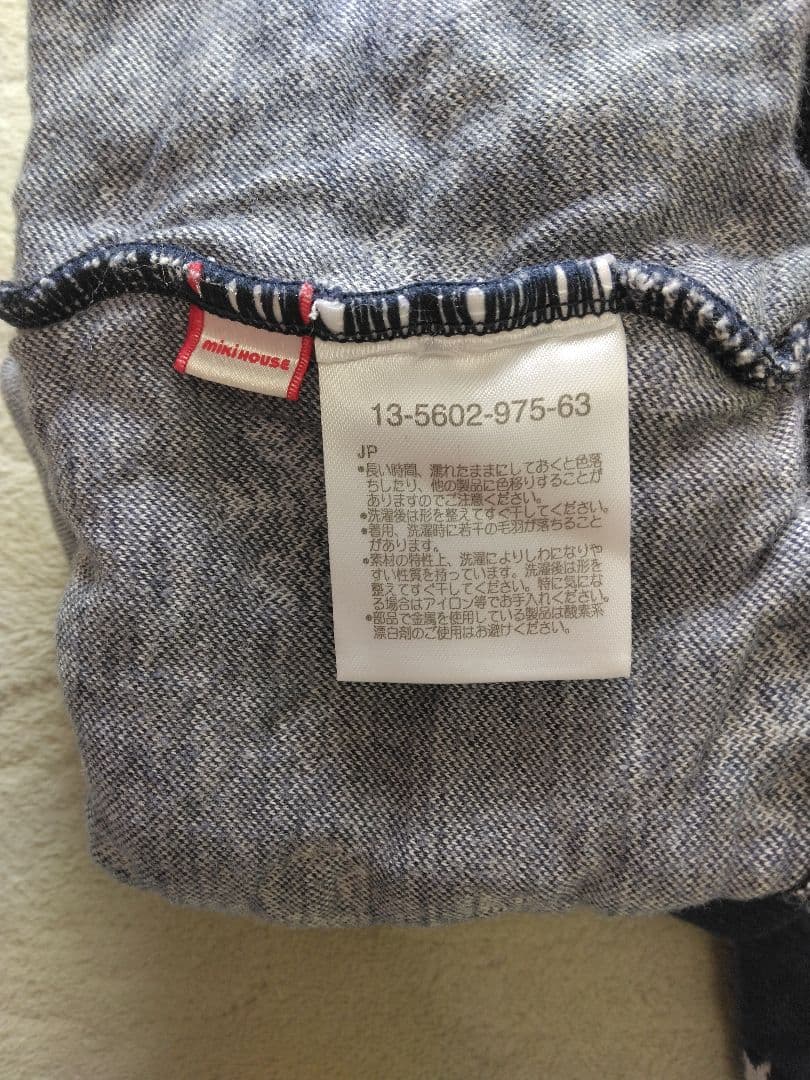 mikiHOUSE
13-5602-975-63
JP
•長い時間、濡れたままにしておくと色落
ちしたり、他の製品に色移りすることが
ありますのでご注意ください。
•洗濯後は形を整えてすぐ干してください。
•着用、洗濯時に若干の毛羽が落ちること
があります。
•素材の特性上、洗濯によりしわになりや
すい性質を持っています。洗濯後は形を
整えてすぐ干してください。特に気にな
る場合はアイロン等でお手入れください。
•部品で金属を使用している製品は酸素系
漂白剤のご使用はお避けください。